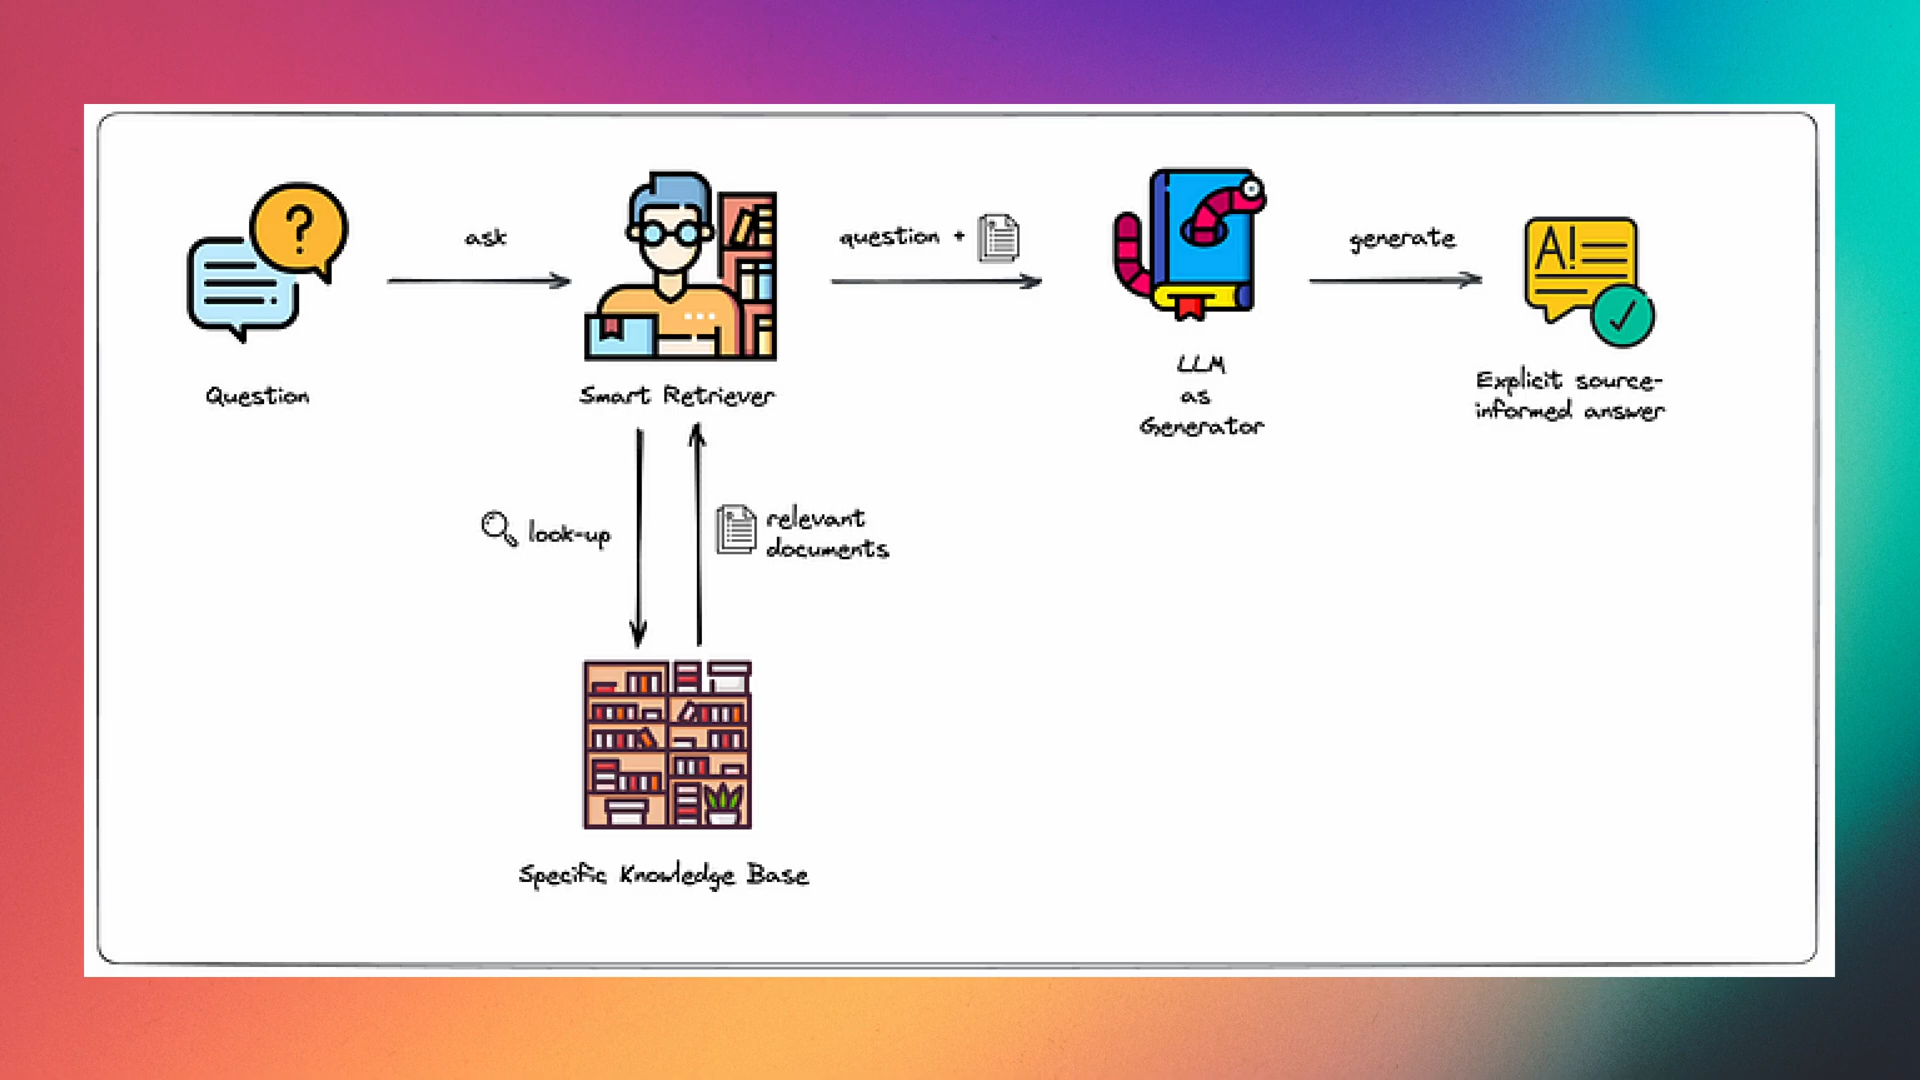 ?
ask
question +
generate
A!
Question
Smart Retriever
LLM
as
Generator
Explicit source-
informed answer
look-up
relevant
documents
Specific Knowledge Base